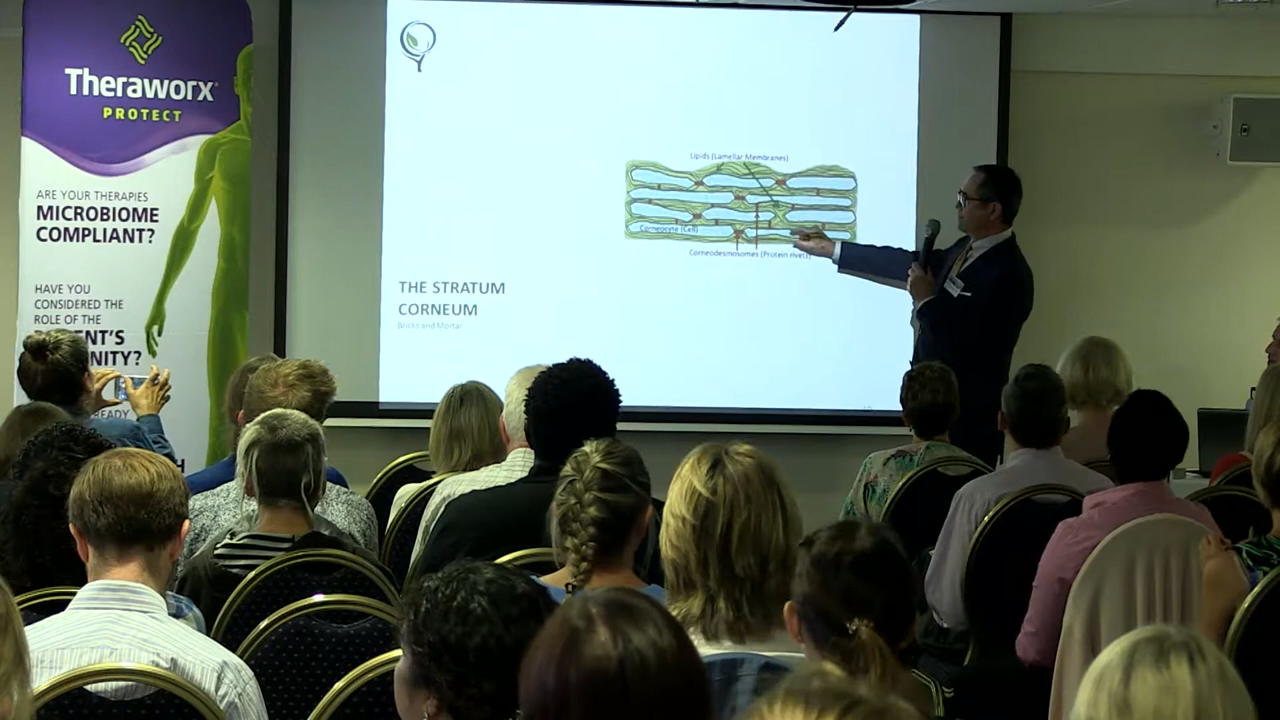 Theraworx
PROTECT
ARE YOUR THERAPIES
MICROBIOME
COMPLIANT?
HAVE YOU
CONSIDERED THE
ROLE OF THE
Lipids (Lamellar Membranes)
Corneocyte (Cell)
Corneodesmosomes (Protein rivets)
THE STRATUM
CORNEUM
Bricks and Mortar